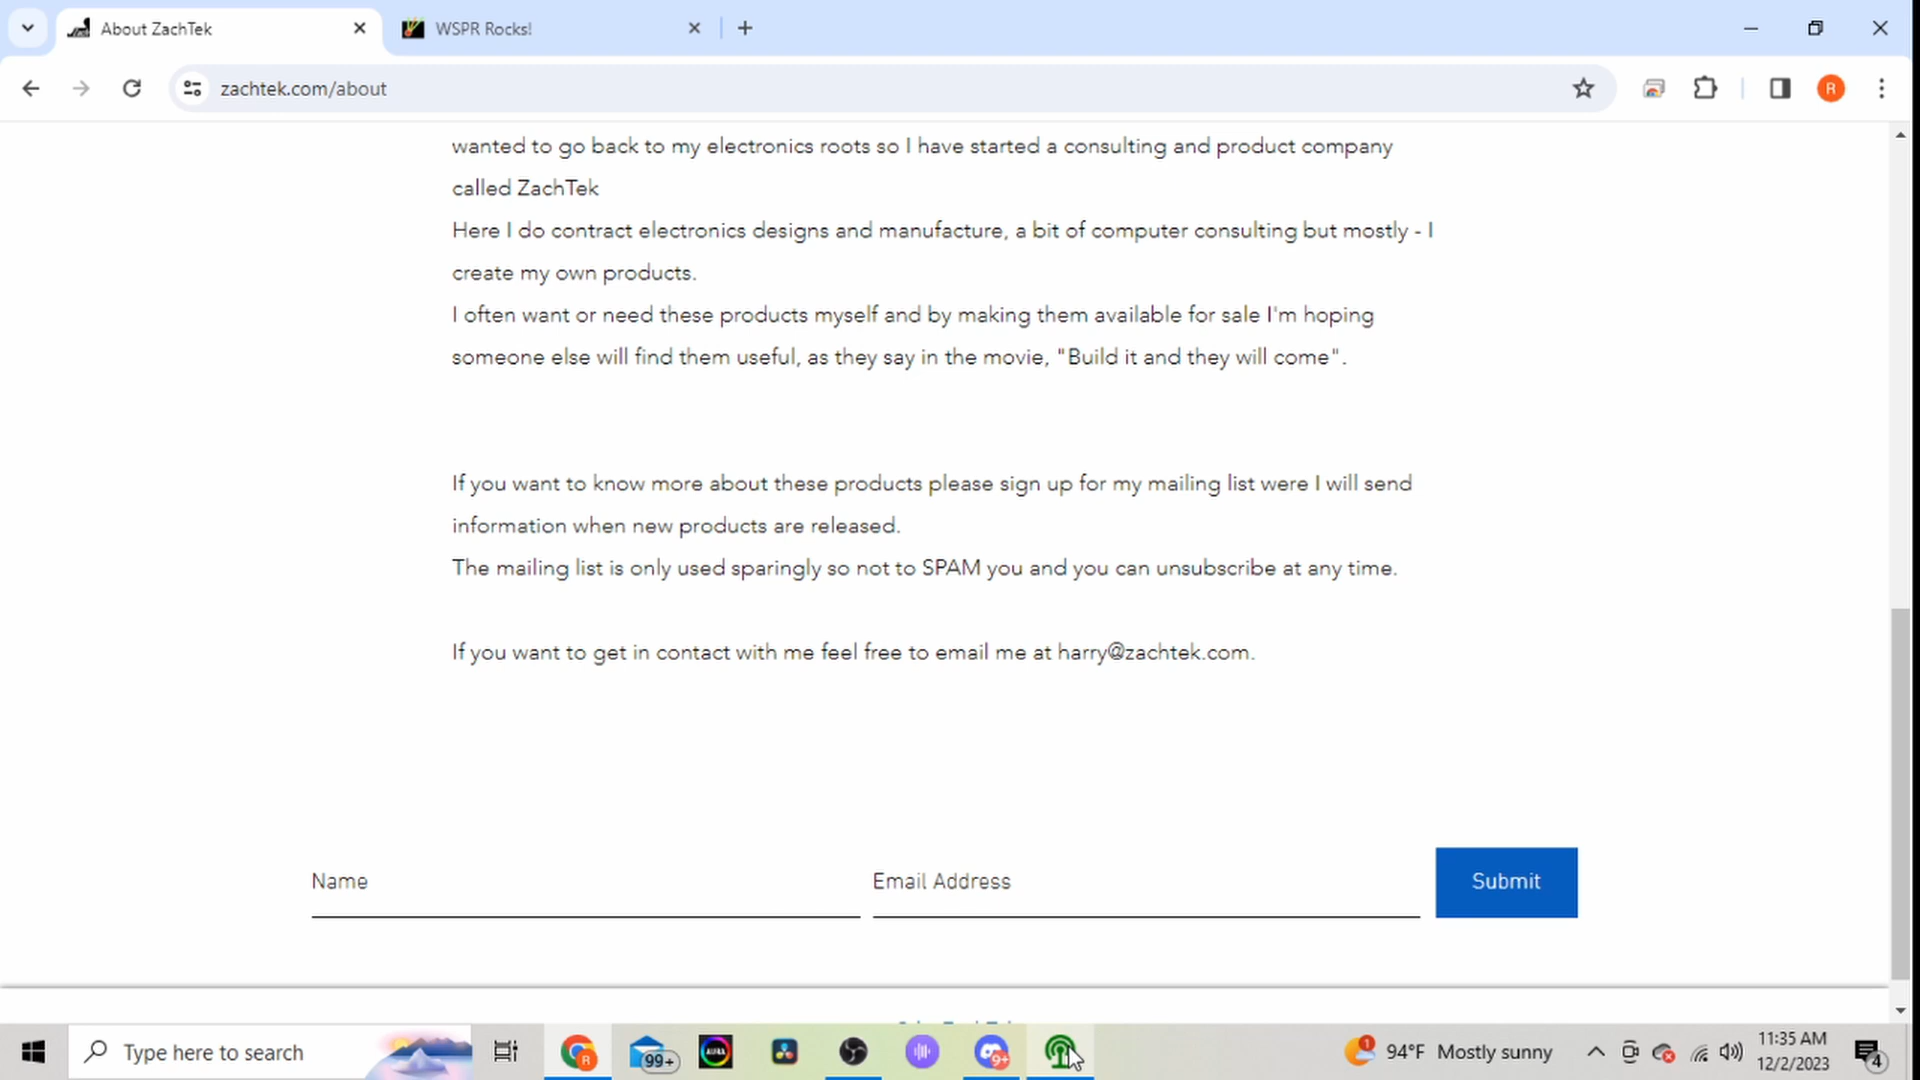 About ZachTek
WSPR Rocks!
zachtek.com/about
R
wanted to go back to my electronics roots so I have started a consulting and product company
called ZachTek
Here I do contract electronics designs and manufacture, a bit of computer consulting but mostly - I
create my own products.
I often want or need these products myself and by making them available for sale I'm hoping
someone else will find them useful, as they say in the movie, "Build it and they will come".
If you want to know more about these products please sign up for my mailing list were I will send
information when new products are released.
The mailing list is only used sparingly so not to SPAM you and you can unsubscribe at any time.
If you want to get in contact with me feel free to email me at harry@zachtek.com.
Name
Email Address
Submit
Type here to search
R
99+
AURA
9+
1
94°F Mostly sunny
11:35 AM
12/2/2023
4